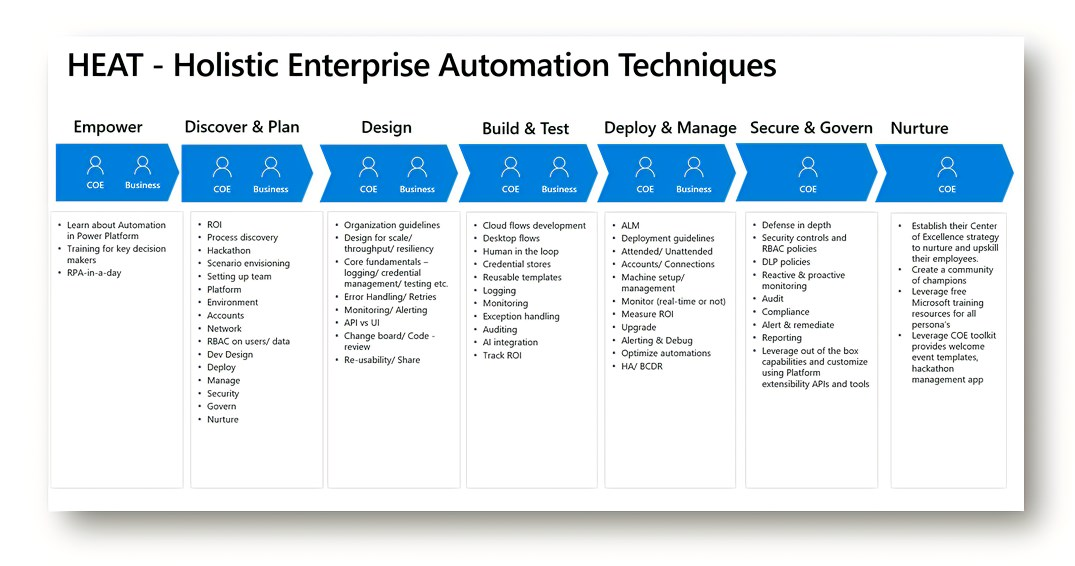 HEAT - Holistic Enterprise Automation Techniques
Empower
COE
Business
• Learn about Automation
in Power Platform
• Training for key decision
makers
• RPA-in-a-day
Discover & Plan
COE
Business
• ROI
• Process discovery
• Hackathon
• Scenario envisioning
• Setting up team
• Platform
• Environment
• Accounts
• Network
• RBAC on users/ data
• Dev Design
• Deploy
• Manage
• Security
• Govern
• Nurture
Design
COE
Business
• Organization guidelines
• Design for scale/
throughput/ resiliency
• Core fundamentals –
logging/ credential
management/ testing etc.
• Error Handling/ Retries
• Monitoring/ Alerting
• API vs UI
• Change board/ Code -
review
• Re-usability/ Share
Build & Test
COE
Business
• Cloud flows development
• Desktop flows
• Human in the loop
• Credential stores
• Reusable templates
• Logging
• Monitoring
• Exception handling
• Auditing
• AI integration
• Track ROI
Deploy & Manage
COE
Business
• ALM
• Deployment guidelines
• Attended/ Unattended
• Accounts/ Connections
• Machine setup/
management
• Monitor (real-time or not)
• Measure ROI
• Upgrade
• Alerting & Debug
• Optimize automations
• HA/ BCDR
Secure & Govern
COE
• Defense in depth
• Security controls and
RBAC policies
• DLP policies
• Reactive & proactive
monitoring
• Audit
• Compliance
• Alert & remediate
• Reporting
• Leverage out of the box
capabilities and customize
using Platform
extensibility APIs and tools
Nurture
COE
• Establish their Center
of Excellence strategy
to nurture and upskill
their employees.
• Create a community
of champions
• Leverage free
Microsoft training
resources for all
persona's
• Leverage COE toolkit
provides welcome
event templates,
hackathon
management app